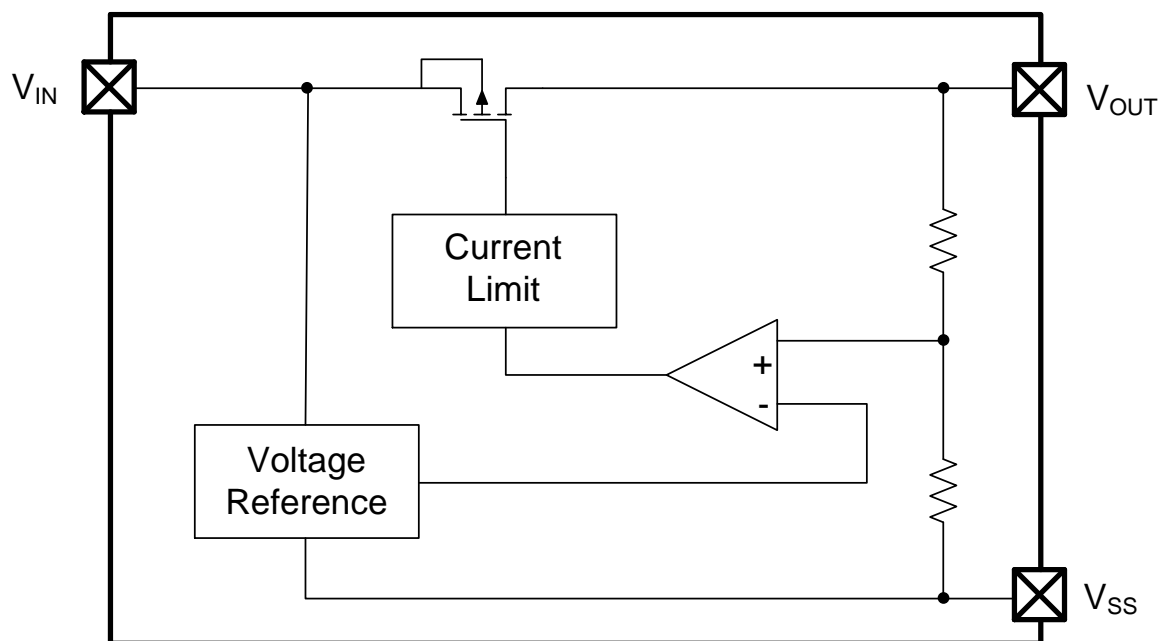 VIN
VOUT
Current
Limit
+
-
Voltage
Reference
VSS